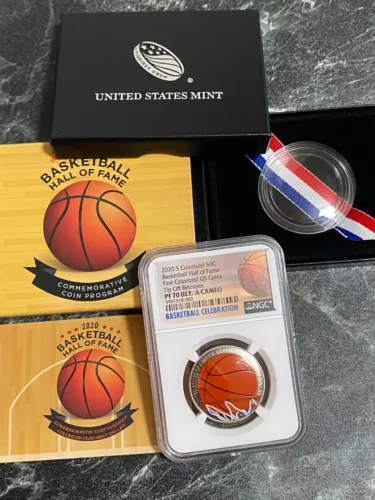 UNITED STATES MINT
BASKETBALL
HALL OF FAME
COMMEMORATIVE
COIN PROGRAM
2020
BASKETBALL
HALL OF FAME
2020 S Colorized 50C
Basketball Hall of Fame
First Colorized US Coins
Tip Off Releases
PF 70 ULTRA CAMEO
BASKETBALL CELEBRATION
NGC